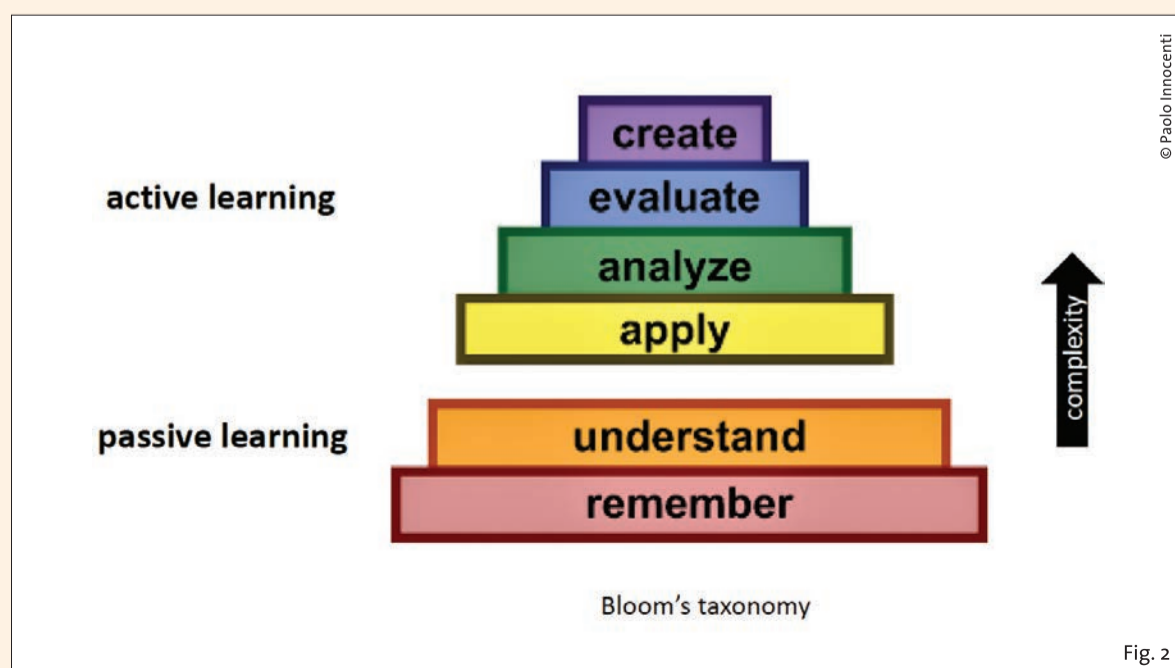 © Paolo Innocenti
create
active learning
evaluate
analyze
apply
complexity
passive learning
understand
remember
Bloom's taxonomy
Fig. 2